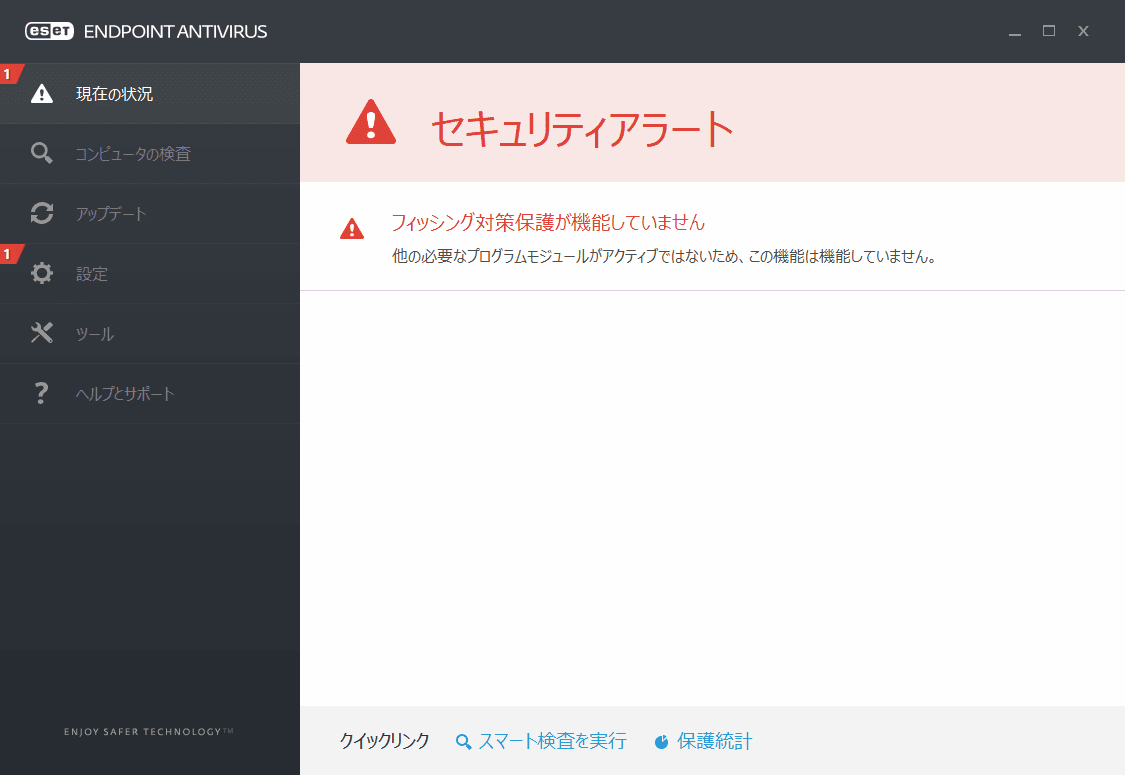 eset ENDPOINT ANTIVIRUS
1
現在の状況
コンピュータの検査
アップデート
1
設定
ツール
ヘルプとサポート
ENJOY SAFER TECHNOLOGY™
セキュリティアラート
フィッシング対策保護が機能していません
他の必要なプログラムモジュールがアクティブではないため、この機能は機能していません。
クイックリンク スマート検査を実行 保護統計